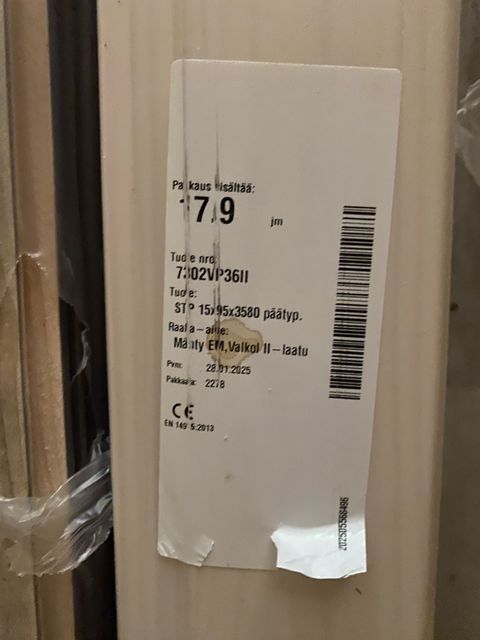 Pakkaus sisältää:
17,9 jm
Tuote nro:
7302VP36II
Tuote:
STP 15x95x3580 päätyp.
Raaka-aine:
Mänty EM,Valkol II-laatu
Pvm: 28.01.2025
Pakkaaja: 2278
CE
EN 14915:2013